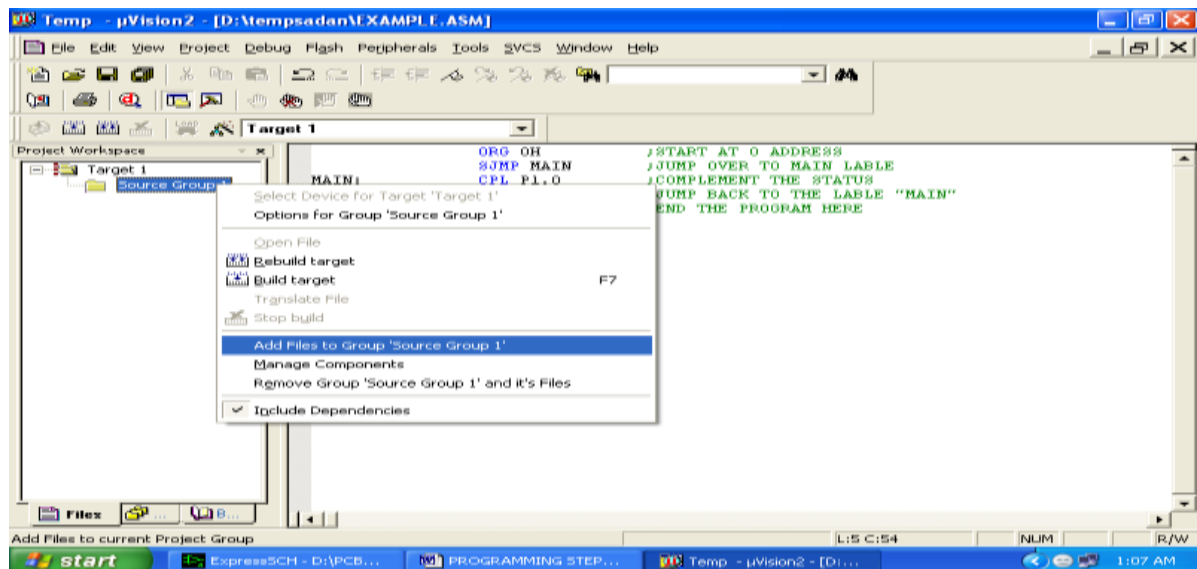 Temp - µVision2 - [D:\tempsadan\EXAMPLE.ASM]
File Edit View Project Debug Flash Peripherals Tools SVCS Window Help
Target 1
Project Workspace
Target 1
Source Group 1
ORG 0H ;START AT 0 ADDRESS
SJMP MAIN ;JUMP OVER TO MAIN LABLE
MAIN: CPL P1.0 ;COMPLEMENT THE STATUS
JUMP BACK TO THE LABLE "MAIN"
END THE PROGRAM HERE
Select Device for Target 'Target 1'
Options for Group 'Source Group 1'
Open File
Rebuild target
Build target F7
Translate File
Stop build
Add Files to Group 'Source Group 1'
Manage Components
Remove Group 'Source Group 1' and it's Files
Include Dependencies
Files ... B...
Add Files to current Project Group L:5 C:54 NUM R/W
start ExpressSCH - D:\PCB... PROGRAMMING STEP... Temp - µVision2 - [D:... 1:07 AM